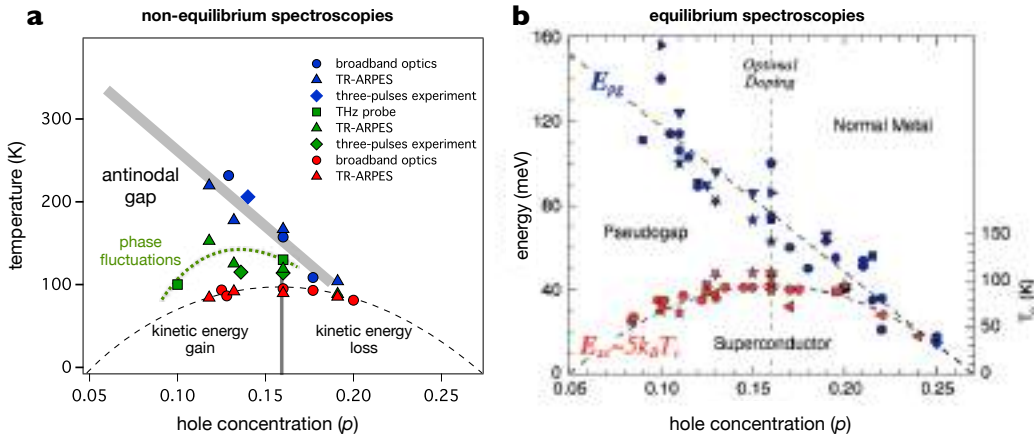 a
non-equilibrium spectroscopies
temperature (K)
300
200
100
0
broadband optics
TR-ARPES
three-pulses experiment
THz probe
TR-ARPES
three-pulses experiment
broadband optics
TR-ARPES
antinodal
gap
phase
fluctuations
kinetic energy
gain
kinetic energy
loss
0.05
0.10
0.15
0.20
0.25
hole concentration (p)
b
equilibrium spectroscopies
energy (meV)
160
120
80
40
0
Epg
Optimal
Doping
Normal Metal
Pseudogap
Esc~5kBTc
Superconductor
150
100
50
0
Tc (K)
0.05
0.10
0.15
0.20
0.25
hole concentration (p)